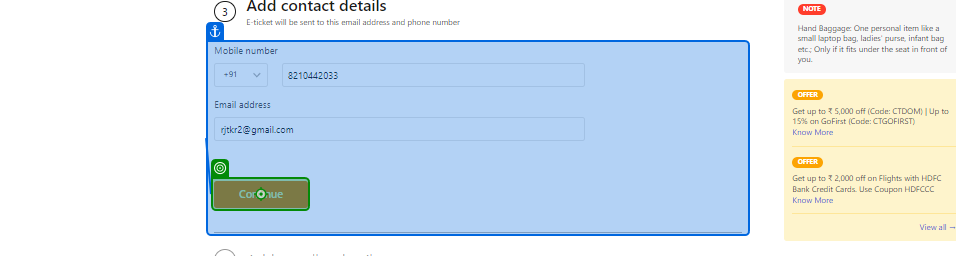 3
Add contact details
E-ticket will be sent to this email address and phone number
Mobile number
+91
8210442033
Email address
rjtkr2@gmail.com
Continue
NOTE
Hand Baggage: One personal item like a
small laptop bag, ladies' purse, infant bag
etc.; Only if it fits under the seat in front of
you.
OFFER
Get up to ₹ 5,000 off (Code: CTDOM) | Up to
15% on GoFirst (Code: CTGOFIRST)
Know More
OFFER
Get up to ₹ 2,000 off on Flights with HDFC
Bank Credit Cards. Use Coupon HDFCCC
Know More
View all →